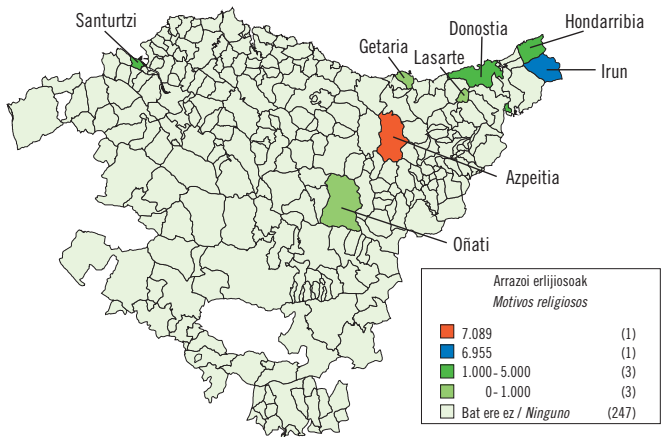 Santurtzi
Getaria
Lasarte
Donostia
Hondarribia
Irun
Azpeitia
Oñati
Arrazoi erlijiosoak
Motivos religiosos
7.089 (1)
6.955 (1)
1.000 - 5.000 (3)
0 - 1.000 (3)
Bat ere ez / Ninguno (247)